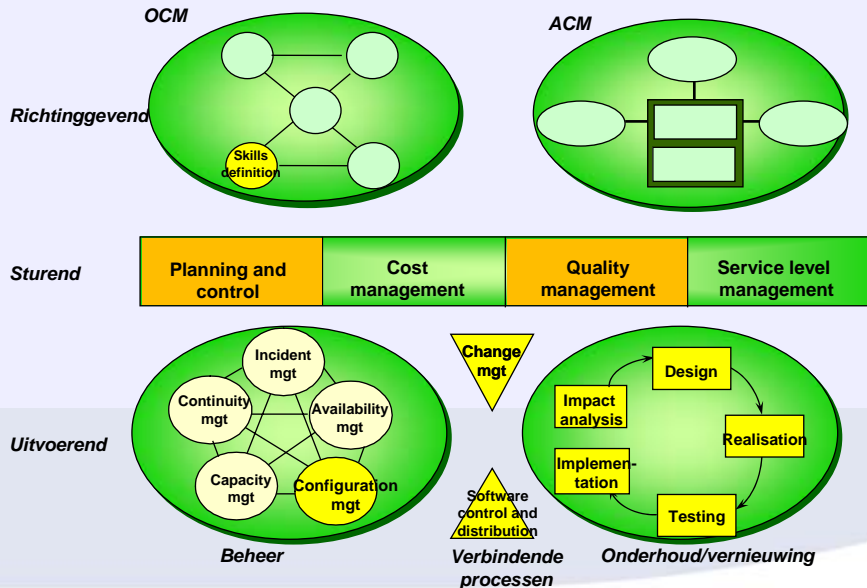 OCM
ACM
Richtinggevend
Skills
definition
Sturend
Planning and
control
Cost
management
Quality
management
Service level
management
Uitvoerend
Incident
mgt
Continuity
mgt
Availability
mgt
Capacity
mgt
Configuration
mgt
Beheer
Change
mgt
Software
control and
distribution
Verbindende
processen
Design
Impact
analysis
Realisation
Implemen-
tation
Testing
Onderhoud/vernieuwing